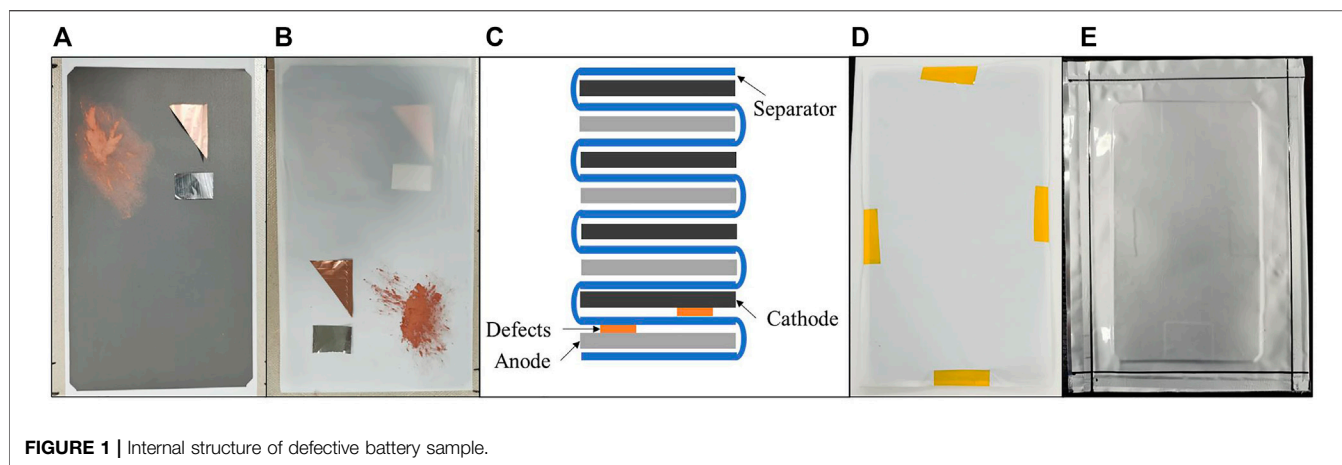 A
B
C
D
E
Separator
Cathode
Defects
Anode
FIGURE 1 | Internal structure of defective battery sample.